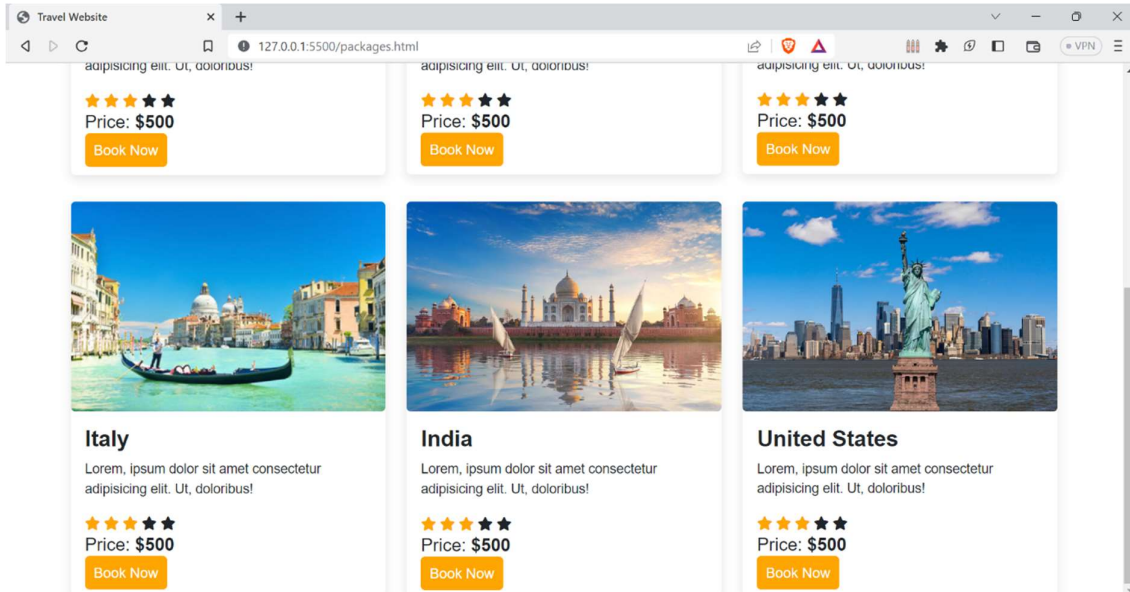 Travel Website
127.0.0.1:5500/packages.html
VPN
adipisicing elit. Ut, doloribus!
adipisicing elit. Ut, doloribus!
adipisicing elit. Ut, doloribus!
Price: $500
Price: $500
Price: $500
Book Now
Book Now
Book Now
Italy
India
United States
Lorem, ipsum dolor sit amet consectetur
adipisicing elit. Ut, doloribus!
Lorem, ipsum dolor sit amet consectetur
adipisicing elit. Ut, doloribus!
Lorem, ipsum dolor sit amet consectetur
adipisicing elit. Ut, doloribus!
Price: $500
Price: $500
Price: $500
Book Now
Book Now
Book Now